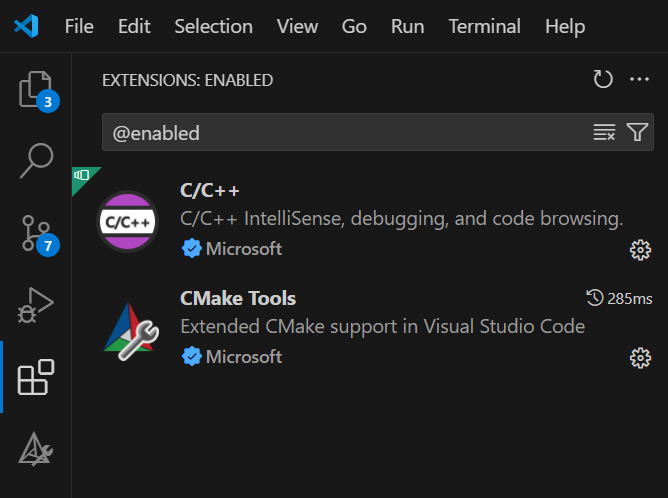 File Edit Selection View Go Run Terminal Help
EXTENSIONS: ENABLED
3
@enabled
C/C++
C/C++
C/C++ IntelliSense, debugging, and code browsing.
7
Microsoft
CMake Tools 285ms
Extended CMake support in Visual Studio Code
Microsoft